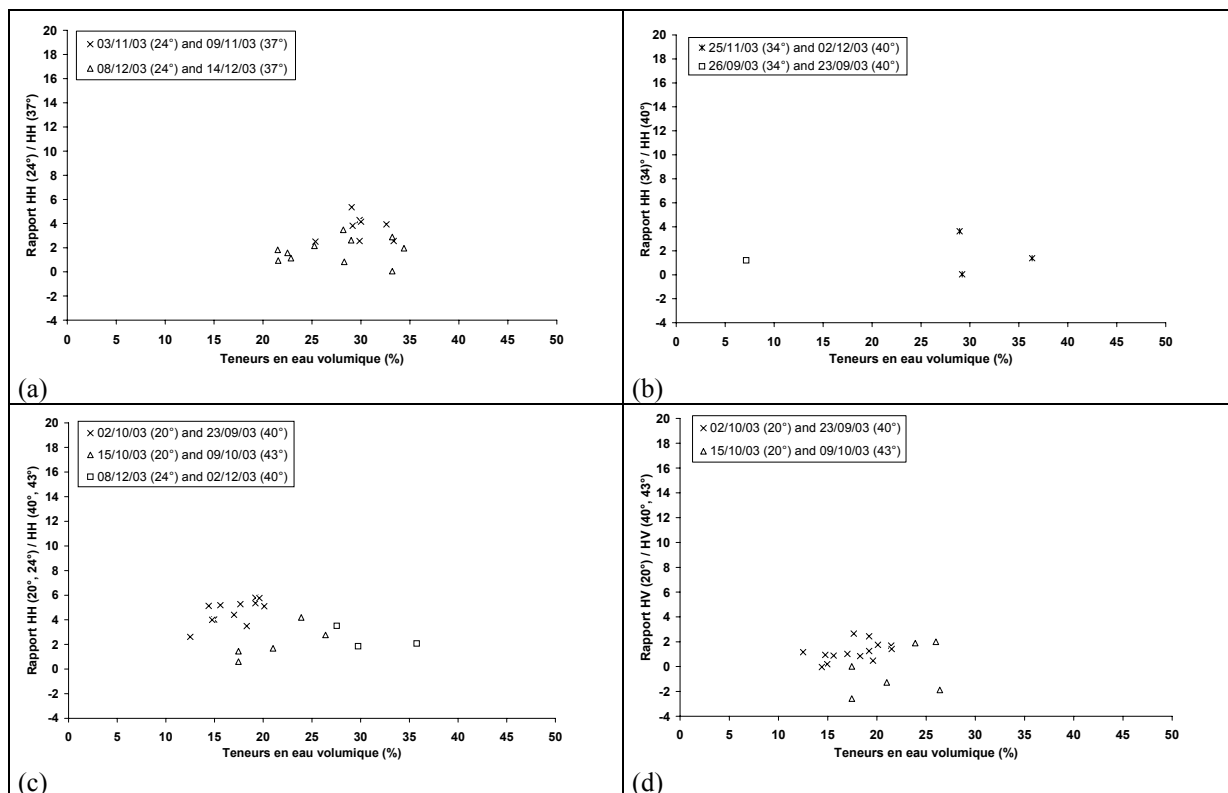 03/11/03 (24°) and 09/11/03 (37°)
08/12/03 (24°) and 14/12/03 (37°)
Rapport HH (24°) / HH (37°)
20
18
16
14
12
10
8
6
4
2
0
-2
-4
0 5 10 15 20 25 30 35 40 45 50
Teneurs en eau volumique (%)
(a)
25/11/03 (34°) and 02/12/03 (40°)
26/09/03 (34°) and 23/09/03 (40°)
Rapport HH (34)° / HH (40°)
20
18
16
14
12
10
8
6
4
2
0
-2
-4
0 5 10 15 20 25 30 35 40 45 50
Teneurs en eau volumique (%)
(b)
02/10/03 (20°) and 23/09/03 (40°)
15/10/03 (20°) and 09/10/03 (43°)
08/12/03 (24°) and 02/12/03 (40°)
Rapport HH (20°, 24°) / HH (40°, 43°)
20
18
16
14
12
10
8
6
4
2
0
-2
-4
0 5 10 15 20 25 30 35 40 45 50
Teneurs en eau volumique (%)
(c)
02/10/03 (20°) and 23/09/03 (40°)
15/10/03 (20°) and 09/10/03 (43°)
Rapport HV (20°) / HV (40°, 43°)
20
18
16
14
12
10
8
6
4
2
0
-2
-4
0 5 10 15 20 25 30 35 40 45 50
Teneurs en eau volumique (%)
(d)